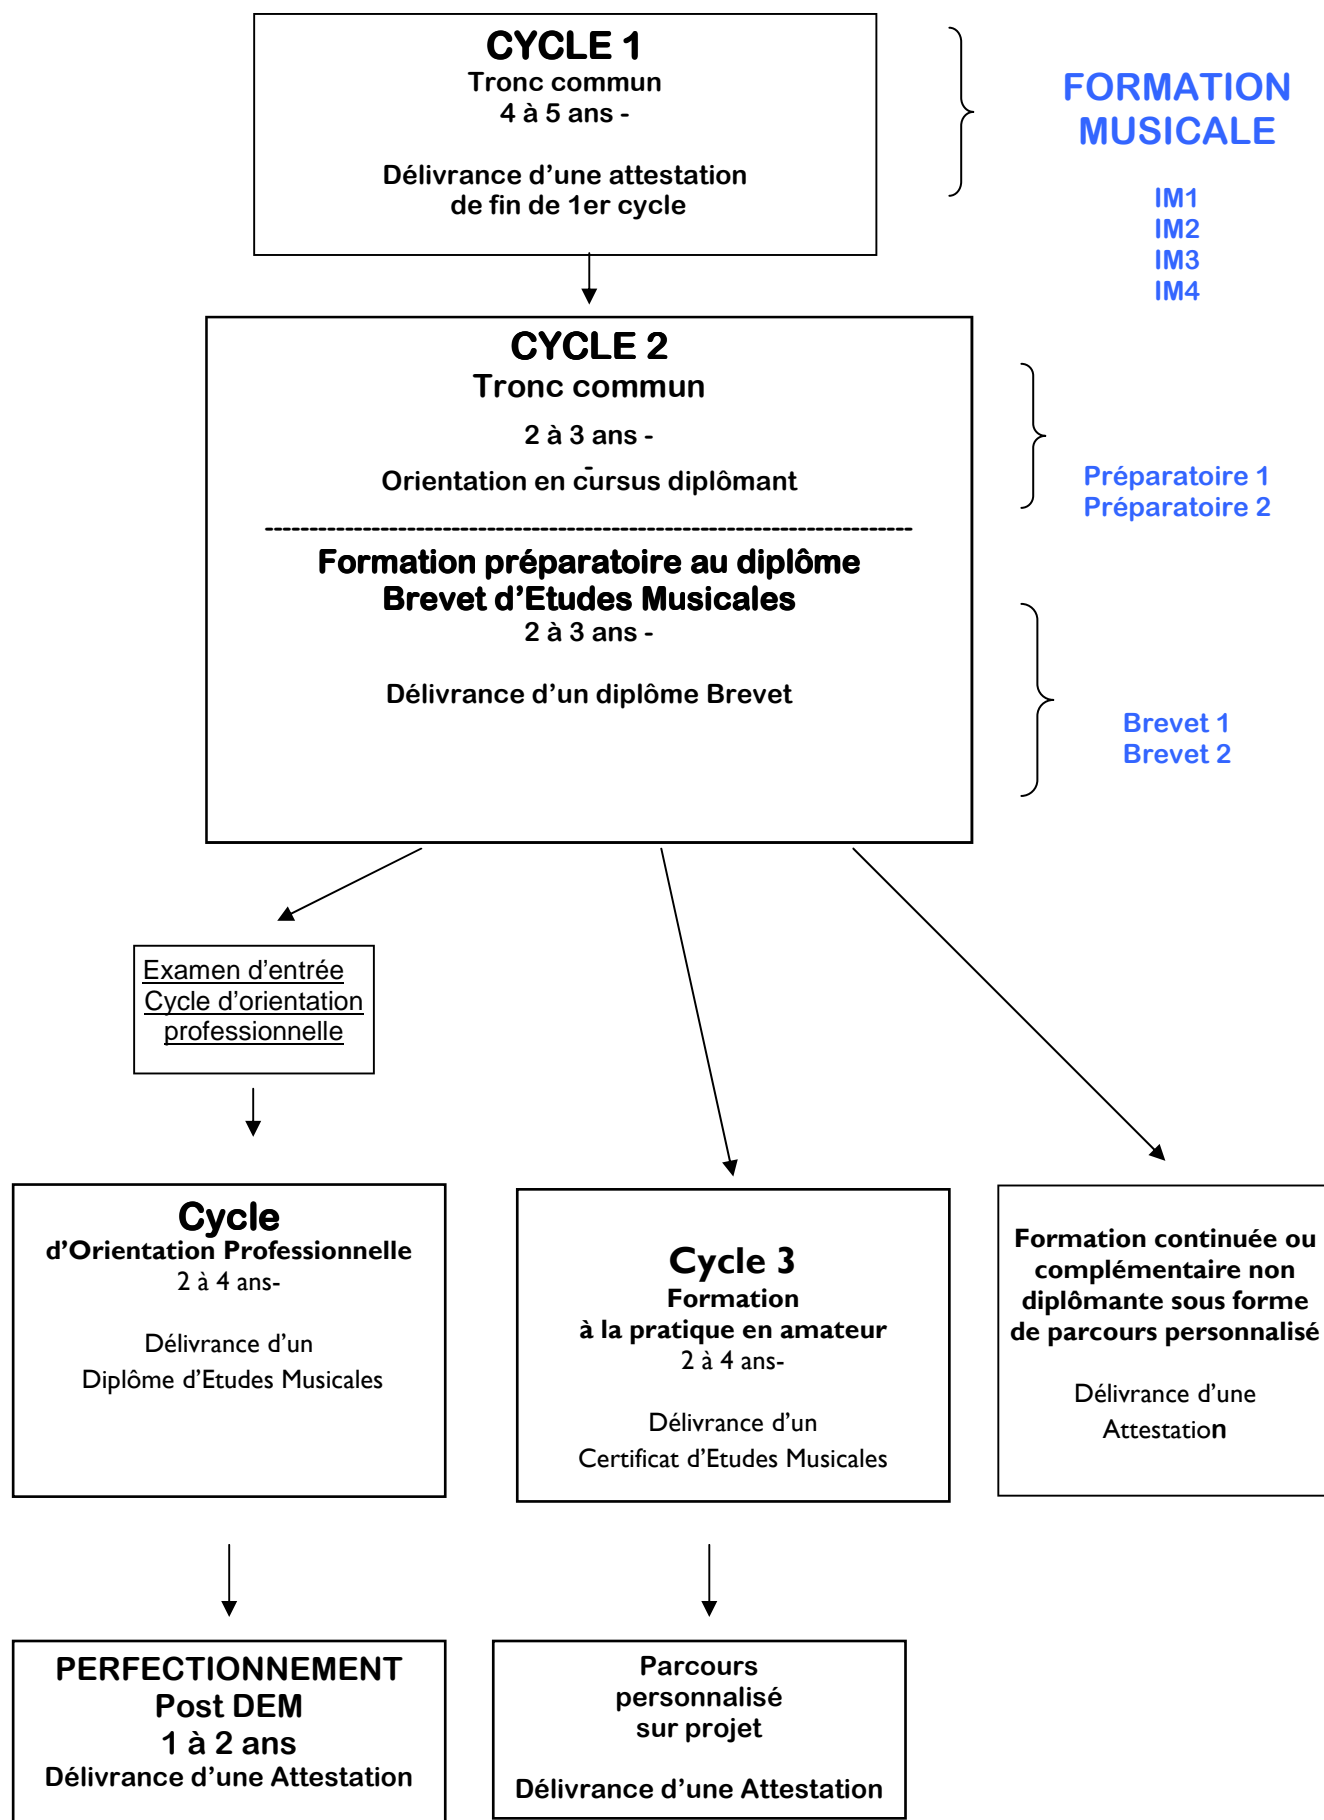 CYCLE 1
Tronc commun
4 à 5 ans -
Délivrance d’une attestation
de fin de 1er cycle
FORMATION
MUSICALE
IM1
IM2
IM3
IM4
CYCLE 2
Tronc commun
2 à 3 ans -
-
Orientation en cursus diplômant
--------------------------------------------------------------------------
Formation préparatoire au diplôme
Brevet d’Etudes Musicales
2 à 3 ans -
Délivrance d’un diplôme Brevet
Préparatoire 1
Préparatoire 2
Brevet 1
Brevet 2
Examen d’entrée
Cycle d’orientation
professionnelle
Cycle
d’Orientation Professionnelle
2 à 4 ans-
Délivrance d’un
Diplôme d’Etudes Musicales
Cycle 3
Formation
à la pratique en amateur
2 à 4 ans-
Délivrance d’un
Certificat d’Etudes Musicales
Formation continuée ou
complémentaire non
diplômante sous forme
de parcours personnalisé
Délivrance d’une
Attestation
PERFECTIONNEMENT
Post DEM
1 à 2 ans
Délivrance d’une Attestation
Parcours
personnalisé
sur projet
Délivrance d’une Attestation